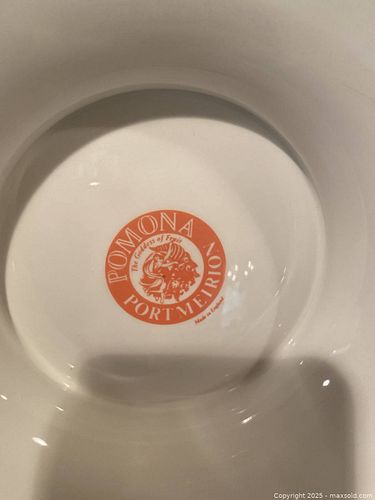 POMONA
The Goddess of Fruit
PORTMEIRION
Made in England
Copyright 2025 - maxsold.com